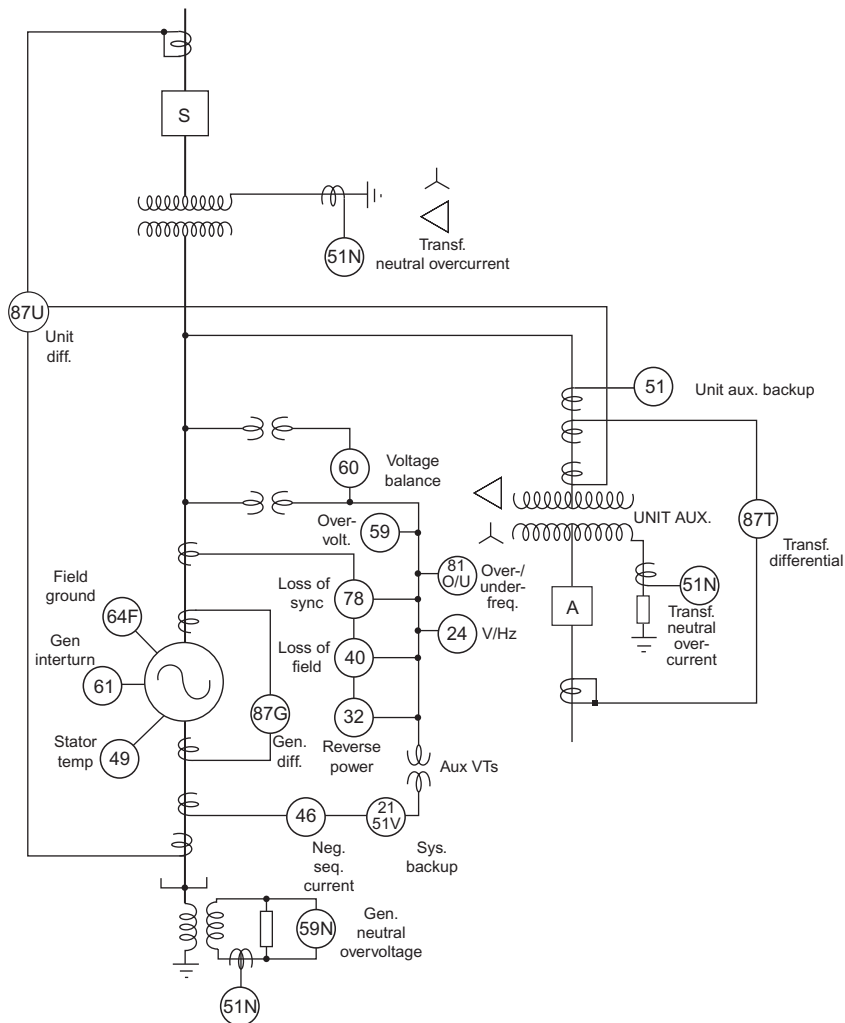 S
51N
Transf.
neutral overcurrent
87U
Unit
diff.
51
Unit aux. backup
60
Voltage
balance
Over-
volt.
59
UNIT AUX.
87T
Transf.
differential
81
O/U
Over-/
under-
freq.
Loss of
sync
78
24
V/Hz
A
51N
Transf.
neutral
over-
current
Field
ground
64F
Gen
interturn
61
Loss of
field
40
87G
Gen.
diff.
32
Reverse
power
Stator
temp
49
Aux VTs
46
Neg.
seq.
current
21
51V
Sys.
backup
59N
Gen.
neutral
overvoltage
51N